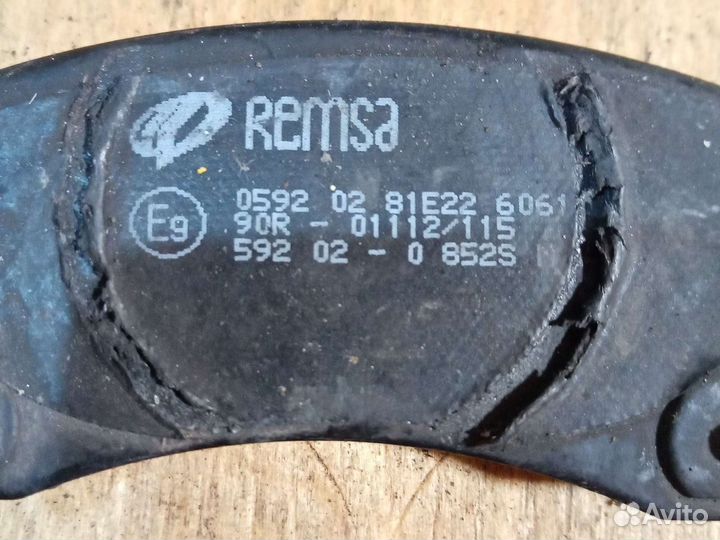 Remsa
E9
0592 02 81E22 6061
90R - 01112/115
592 02 - 0 852S
Avito